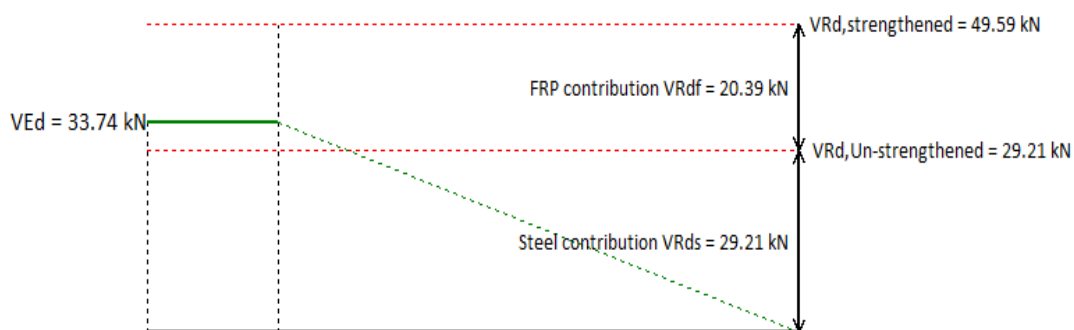 VRd,strengthened = 49.59 kN
FRP contribution VRdf = 20.39 kN
VEd = 33.74 kN
VRd,Un-strengthened = 29.21 kN
Steel contribution VRds = 29.21 kN